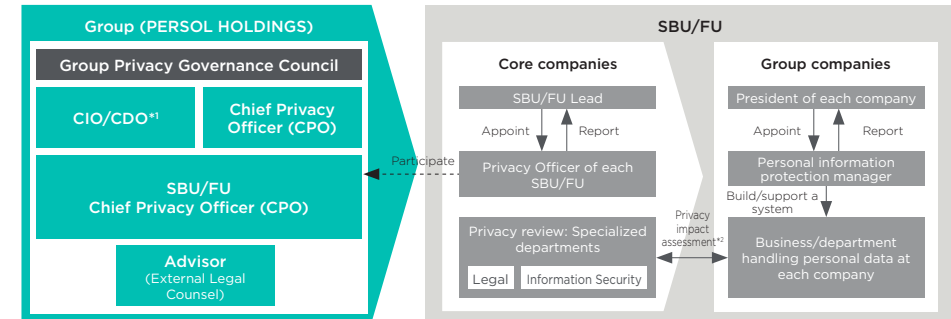 Group (PERSOL HOLDINGS)
Group Privacy Governance Council
CIO/CDO*1
Chief Privacy
Officer (CPO)
SBU/FU
Chief Privacy Officer (CPO)
Advisor
(External Legal
Counsel)
Participate
SBU/FU
Core companies
SBU/FU Lead
Appoint
Report
Privacy Officer of each
SBU/FU
Privacy review: Specialized
departments
Legal
Information Security
Privacy
impact
assessment*2
Group companies
President of each company
Appoint
Report
Personal information
protection manager
Build/support a
system
Business/department
handling personal data at
each company